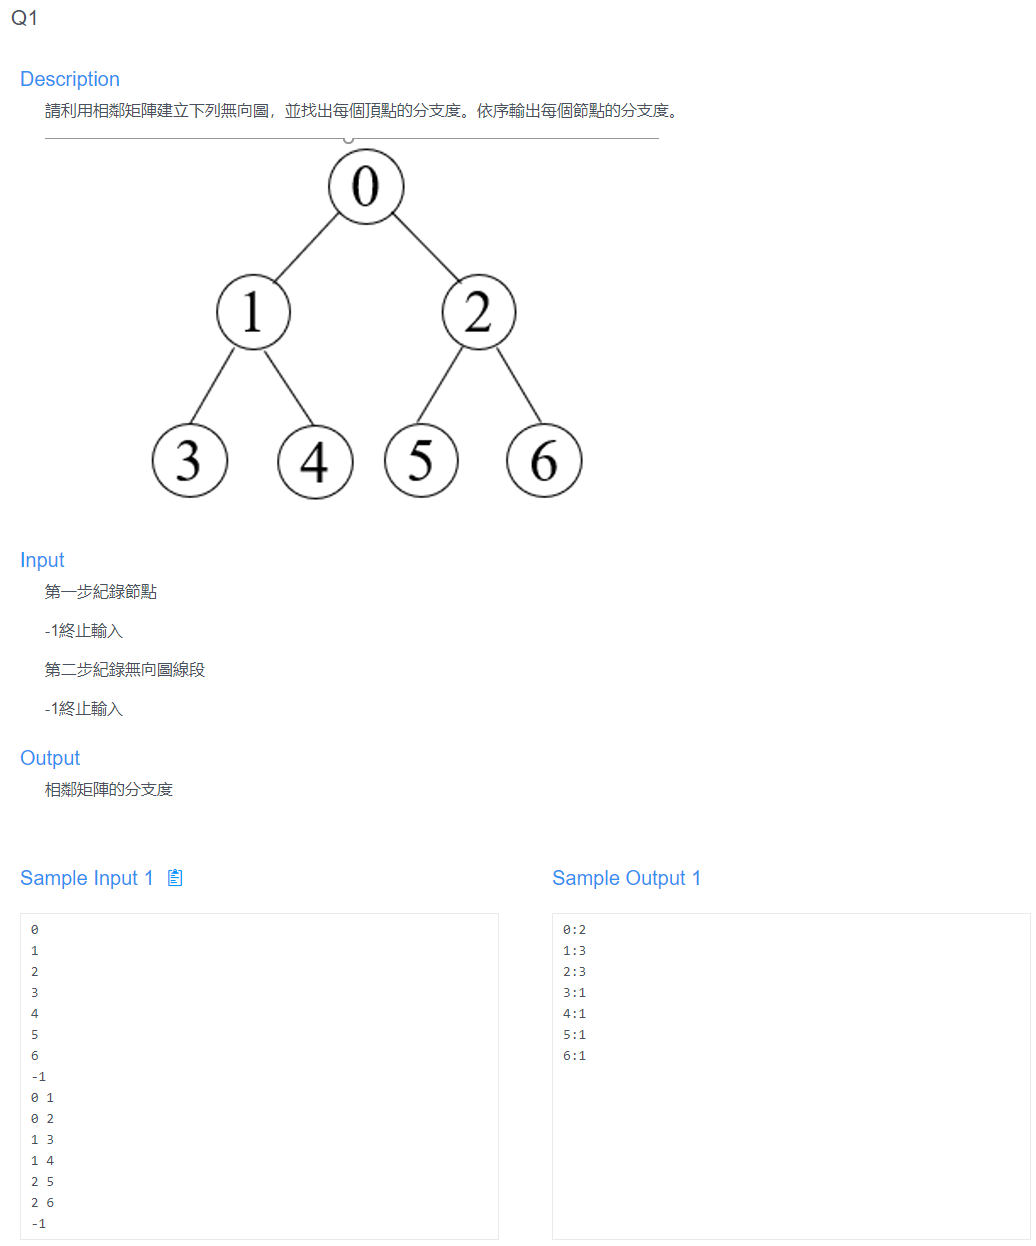 Q1
Description
請利用相鄰矩陣建立下列無向圖，並找出每個頂點的分支度。依序輸出每個節點的分支度。
0
1 2
3 4 5 6
Input
第一步紀錄節點
-1終止輸入
第二步紀錄無向圖線段
-1終止輸入
Output
相鄰矩陣的分支度
Sample Input 1
0
1
2
3
4
5
6
-1
0 1
0 2
1 3
1 4
2 5
2 6
-1
Sample Output 1
0:2
1:3
2:3
3:1
4:1
5:1
6:1